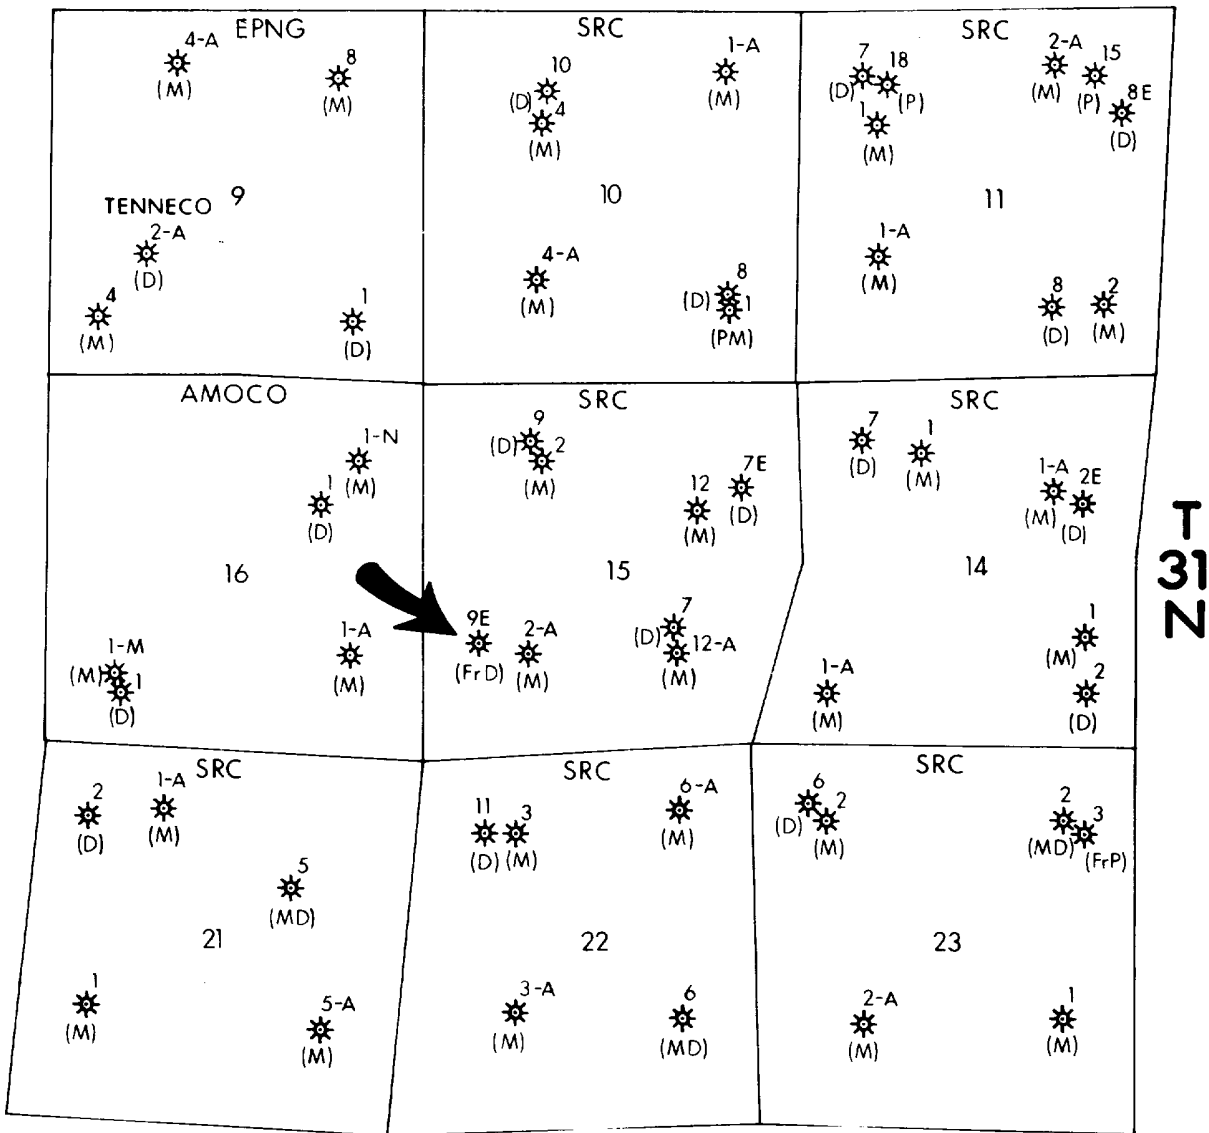 EPNG
4-A
(M)
8
(M)
TENNECO
9
2-A
(D)
4
(M)
1
(D)
SRC
10
(D)
4
(M)
1-A
(M)
10
4-A
(M)
8
(D)
1
(PM)
SRC
7
(D)
18
(P)
1
(M)
2-A
(M)
15
(P)
8E
(D)
11
1-A
(M)
8
(D)
2
(M)
AMOCO
1-N
(M)
1
(D)
16
1-A
(M)
1-M
(M)
1
(D)
SRC
9
(D)
2
(M)
7E
(D)
12
(M)
15
9E
(FrD)
2-A
(M)
7
(D)
12-A
(M)
SRC
7
(D)
1
(M)
1-A
(M)
2E
(D)
14
1
(M)
1-A
(M)
2
(D)
T
31
N
SRC
2
(D)
1-A
(M)
5
(MD)
21
1
(M)
5-A
(M)
SRC
11
(D)
3
(M)
6-A
(M)
22
3-A
(M)
6
(MD)
SRC
6
(D)
2
(M)
2
(MD)
3
(FrP)
23
2-A
(M)
1
(M)